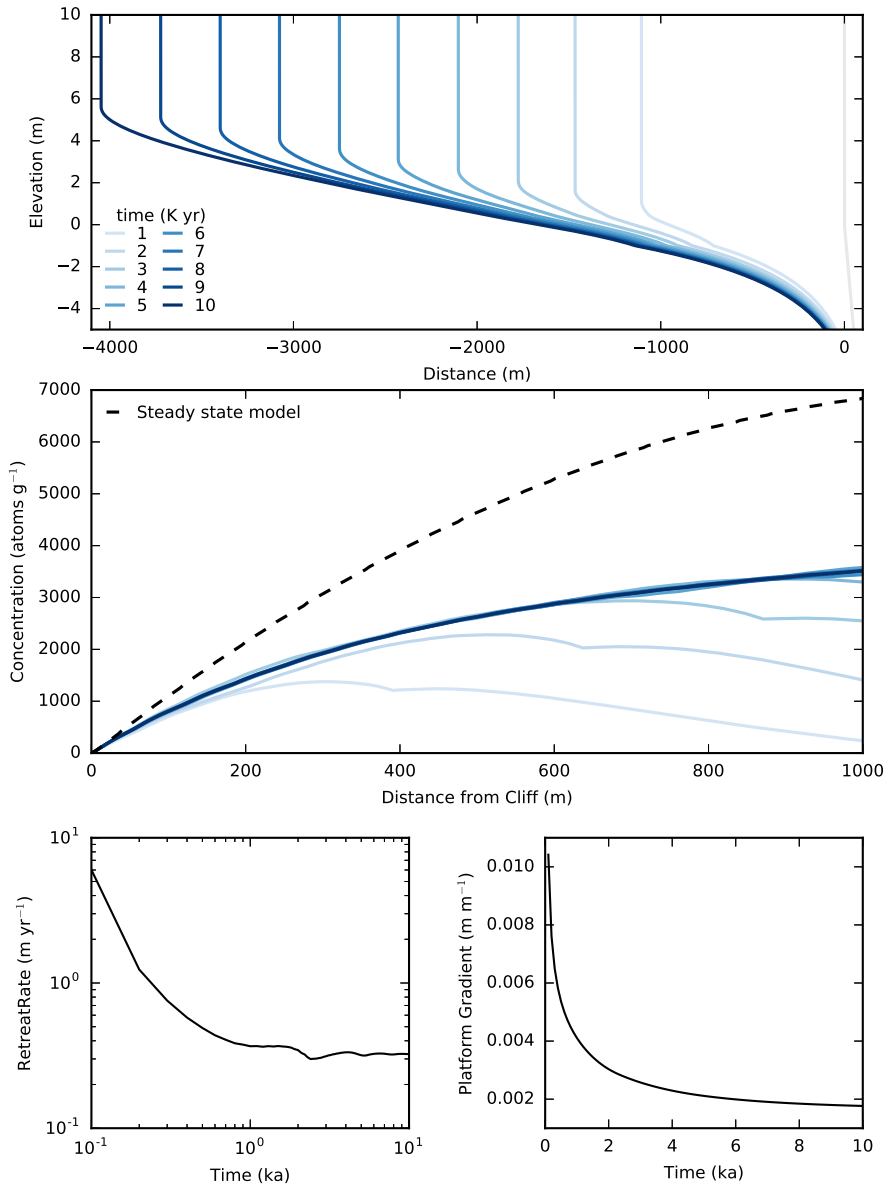 10
8
6
4
2
0
−2
−4
Elevation (m)
time (K yr)
1 6
2 7
3 8
4 9
5 10
−4000 −3000 −2000 −1000 0
Distance (m)
7000
6000
5000
4000
3000
2000
1000
0
Concentration (atoms g⁻¹)
Steady state model
0 200 400 600 800 1000
Distance from Cliff (m)
10¹
10⁰
10⁻¹
RetreatRate (m yr⁻¹)
10⁻¹ 10⁰ 10¹
Time (ka)
0.010
0.008
0.006
0.004
0.002
Platform Gradient (m m⁻¹)
0 2 4 6 8 10
Time (ka)